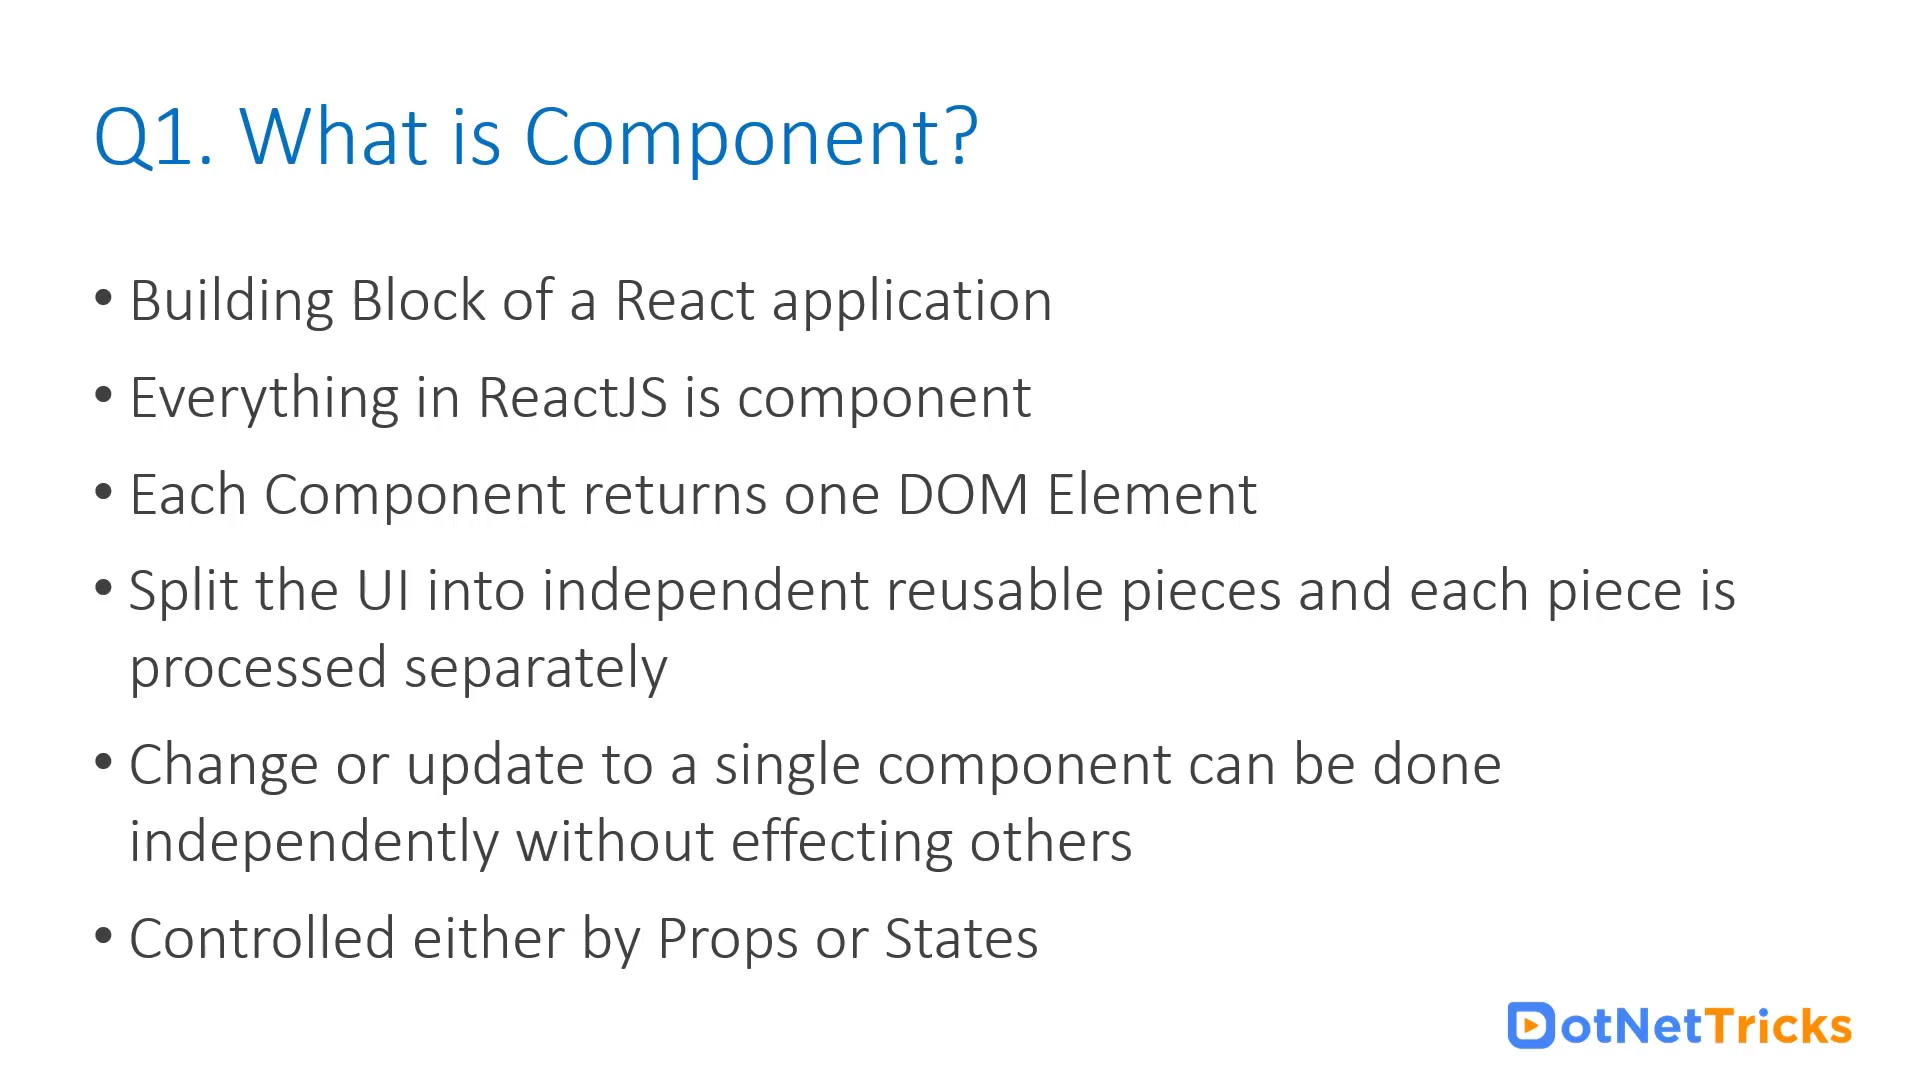 Q1. What is Component?
• Building Block of a React application
• Everything in ReactJS is component
• Each Component returns one DOM Element
• Split the UI into independent reusable pieces and each piece is
processed separately
• Change or update to a single component can be done
independently without effecting others
• Controlled either by Props or States
DotNetTricks